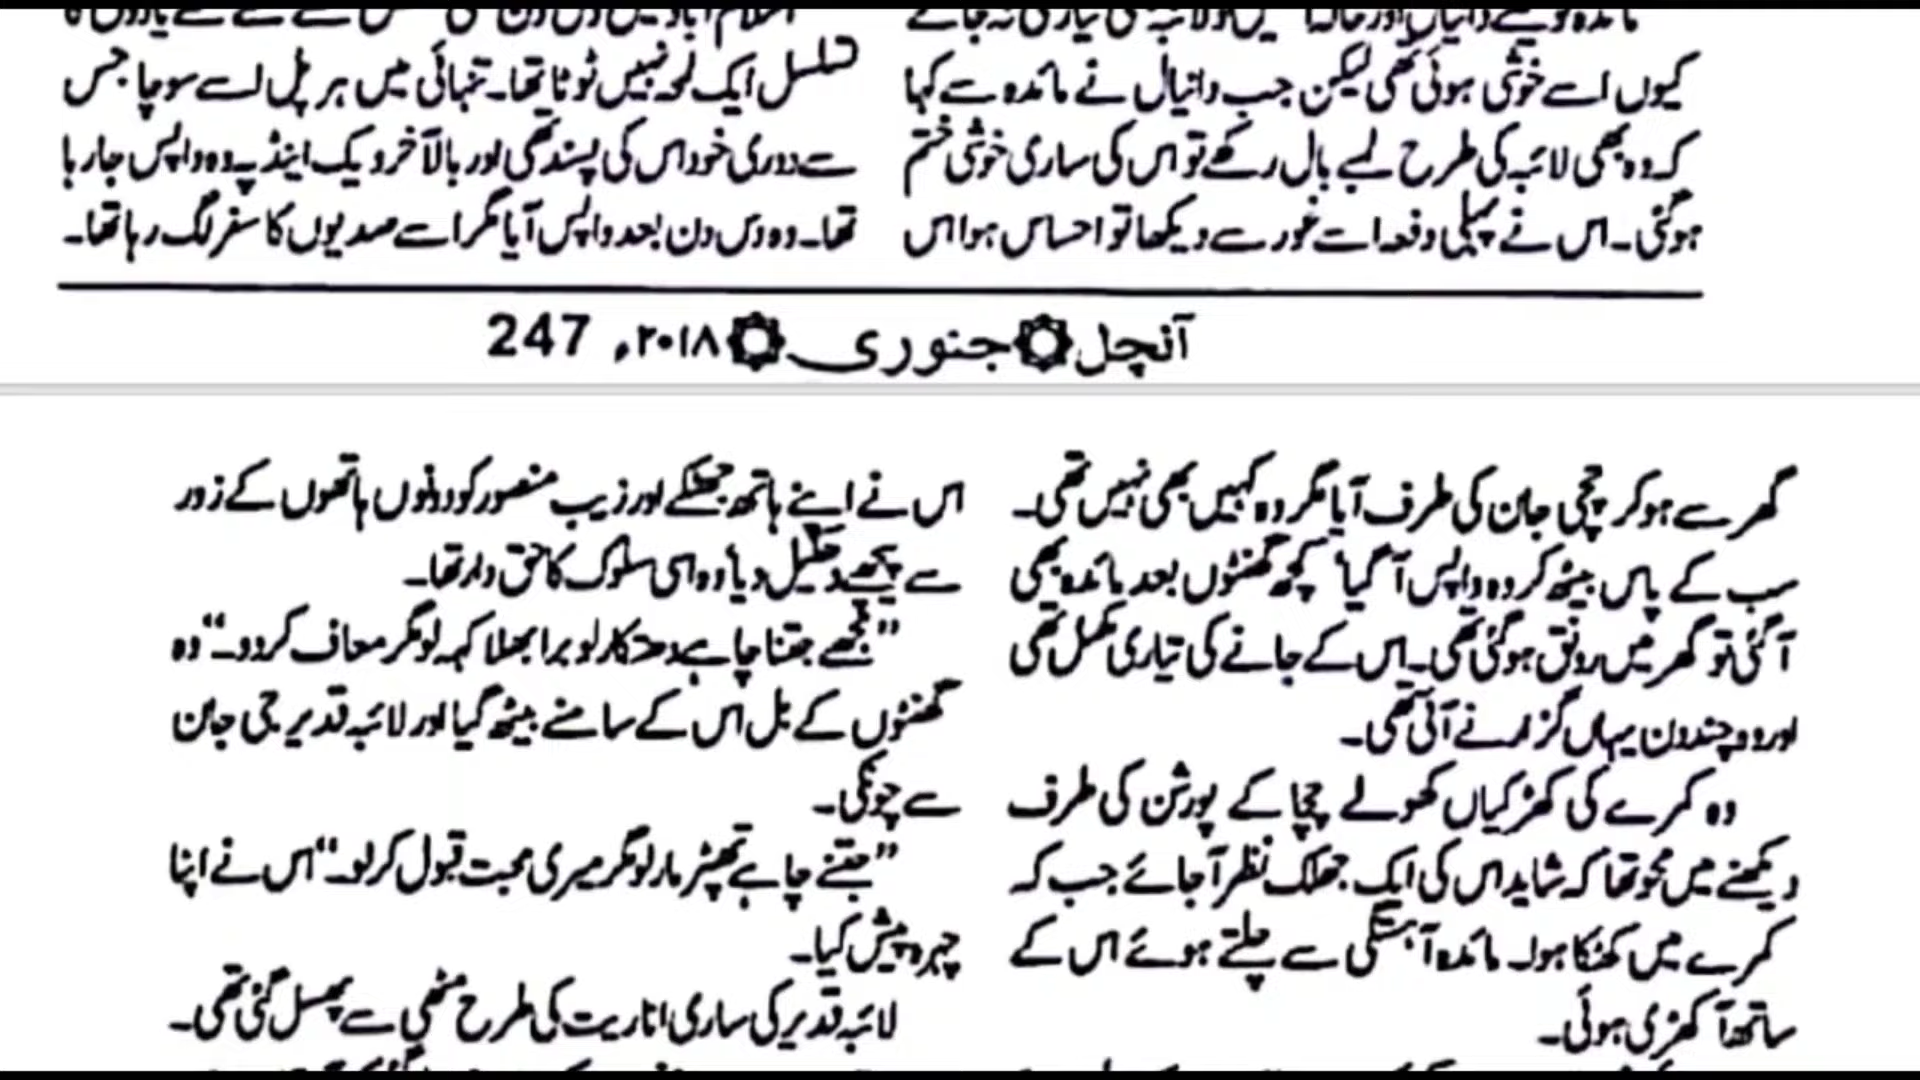 کیوں اسے خوشی ہوئی تھی لیکن جب دانیال نے مائدہ سے کہا
کہ وہ بھی لائبہ کی طرح لمبے بال رکھے تو اس کی ساری خوشی ختم
ہوگئی۔ اس نے پہلی دفعہ اسے غور سے دیکھا تو احساس ہوا اس
تسلسل ایک لمحہ نہیں ٹوٹا تھا۔ تنہائی میں ہر پل اسے سوچا جس
سے دوری خود اس کی پسند تھی اور بالآخر ویک اینڈ پہ وہ واپس جارہا
تھا۔ وہ دس دن بعد واپس آیا مگر اسے صدیوں کا سفر لگ رہا تھا۔
آنچل جنوری ۲۰۱۸ء 247
گھر سے ہوکر چچی جان کی طرف آیا مگر وہ کہیں بھی نہیں تھی۔
سب کے پاس بیٹھ کر وہ واپس آگیا‘ کچھ گھنٹوں بعد مائدہ بھی
آگئی تو گھر میں رونق ہوگئی تھی۔ اس کے جانے کی تیاری مکمل تھی
اور وہ چند دن یہاں گزارنے آئی تھی۔
وہ کمرے کی کھڑکیاں کھولے چچا کے پورشن کی طرف
دیکھنے میں محو تھا کہ شاید اس کی ایک جھلک نظر آجائے جب کہ
کمرے میں کھٹکا ہوا۔ مائدہ آہستگی سے چلتے ہوئے اس کے
ساتھ آ کھڑی ہوئی۔
اس نے اپنے ہاتھ جھٹکے اور زیب منصور کو دونوں ہاتھوں کے زور
سے پیچھے دھکیل دیا وہ اسی سلوک کا حق دار تھا۔
”مجھے جتنا چاہے دھتکار لو برا بھلا کہہ لو مگر معاف کردو۔“ وہ
گھٹنوں کے بل اس کے سامنے بیٹھ گیا اور لائبہ قدیر جی جان
سے چونکی۔
”جتنے چاہے تھپڑ مار لو مگر میری محبت قبول کرلو۔“ اس نے اپنا
چہرہ پیش کیا۔
لائبہ قدیر کی ساری انا ریت کی طرح مٹھی سے پھسل گئی تھی۔